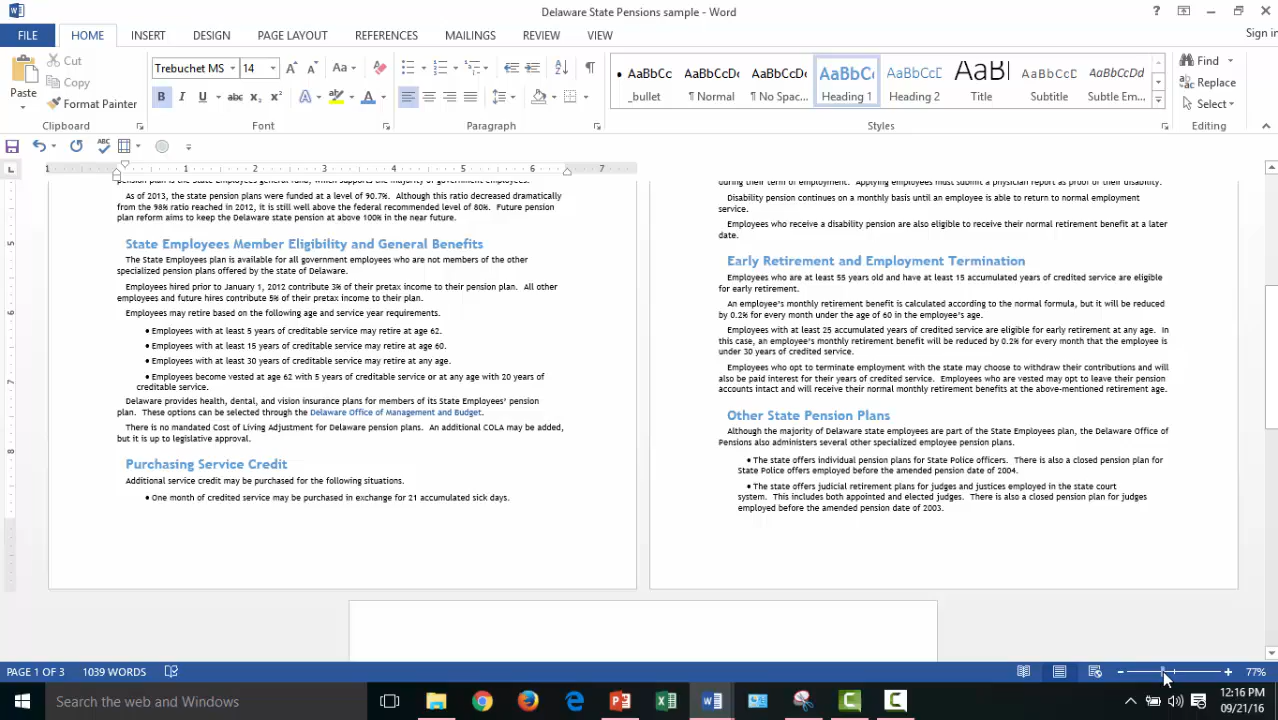 Delaware State Pensions sample - Word
?
FILE HOME INSERT DESIGN PAGE LAYOUT REFERENCES MAILINGS REVIEW VIEW Sign in
Paste
Cut
Copy
Format Painter
Clipboard
Trebuchet MS 14
Aa
B I U abc x₂ x² A A
Font
Paragraph
AaBbCc AaBbCcDc AaBbCcDc AaBbCc AaBbCcD AaBl AaBbCcD AaBbCcDd
_bullet ¶ Normal ¶ No Spac... Heading 1 Heading 2 Title Subtitle Subtle Em...
Styles
Find
Replace
Select
Editing
ABC
1 1 2 3 4 5 6 7
pension plan is the State Employees general fund, which supports the majority of government employees.
As of 2013, the state pension plans were funded at a level of 90.7%. Although this ratio decreased dramatically
from the 98% ratio reached in 2012, it is still well above the federal recommended level of 80%. Future pension
plan reform aims to keep the Delaware state pension at above 100% in the near future.
State Employees Member Eligibility and General Benefits
The State Employees plan is available for all government employees who are not members of the other
specialized pension plans offered by the state of Delaware.
Employees hired prior to January 1, 2012 contribute 3% of their pretax income to their pension plan. All other
employees and future hires contribute 5% of their pretax income to their plan.
Employees may retire based on the following age and service year requirements.
• Employees with at least 5 years of creditable service may retire at age 62.
• Employees with at least 15 years of creditable service may retire at age 60.
• Employees with at least 30 years of creditable service may retire at any age.
• Employees become vested at age 62 with 5 years of creditable service or at any age with 20 years of
creditable service.
Delaware provides health, dental, and vision insurance plans for members of its State Employees' pension
plan. These options can be selected through the Delaware Office of Management and Budget.
There is no mandated Cost of Living Adjustment for Delaware pension plans. An additional COLA may be added,
but it is up to legislative approval.
Purchasing Service Credit
Additional service credit may be purchased for the following situations.
• One month of credited service may be purchased in exchange for 21 accumulated sick days.
5
6
7
8
during their term of employment. Applying employees must submit a physician report as proof of their disability.
Disability pension continues on a monthly basis until an employee is able to return to normal employment
service.
Employees who receive a disability pension are also eligible to receive their normal retirement benefit at a later
date.
Early Retirement and Employment Termination
Employees who are at least 55 years old and have at least 15 accumulated years of credited service are eligible
for early retirement.
An employee's monthly retirement benefit is calculated according to the normal formula, but it will be reduced
by 0.2% for every month under the age of 60 in the employee's age.
Employees with at least 25 accumulated years of credited service are eligible for early retirement at any age. In
this case, an employee's monthly retirement benefit will be reduced by 0.2% for every month that the employee is
under 30 years of credited service.
Employees who opt to terminate employment with the state may choose to withdraw their contributions and will
also be paid interest for their years of credited service. Employees who are vested may opt to leave their pension
accounts intact and will receive their normal monthly retirement benefits at the above-mentioned retirement age.
Other State Pension Plans
Although the majority of Delaware state employees are part of the State Employees plan, the Delaware Office of
Pensions also administers several other specialized employee pension plans.
• The state offers individual pension plans for State Police officers. There is also a closed pension plan for
State Police offers employed before the amended pension date of 2004.
• The state offers judicial retirement plans for judges and justices employed in the state court
system. This includes both appointed and elected judges. There is also a closed pension plan for judges
employed before the amended pension date of 2003.
PAGE 1 OF 3 1039 WORDS 77%
Search the web and Windows
12:16 PM
09/21/16